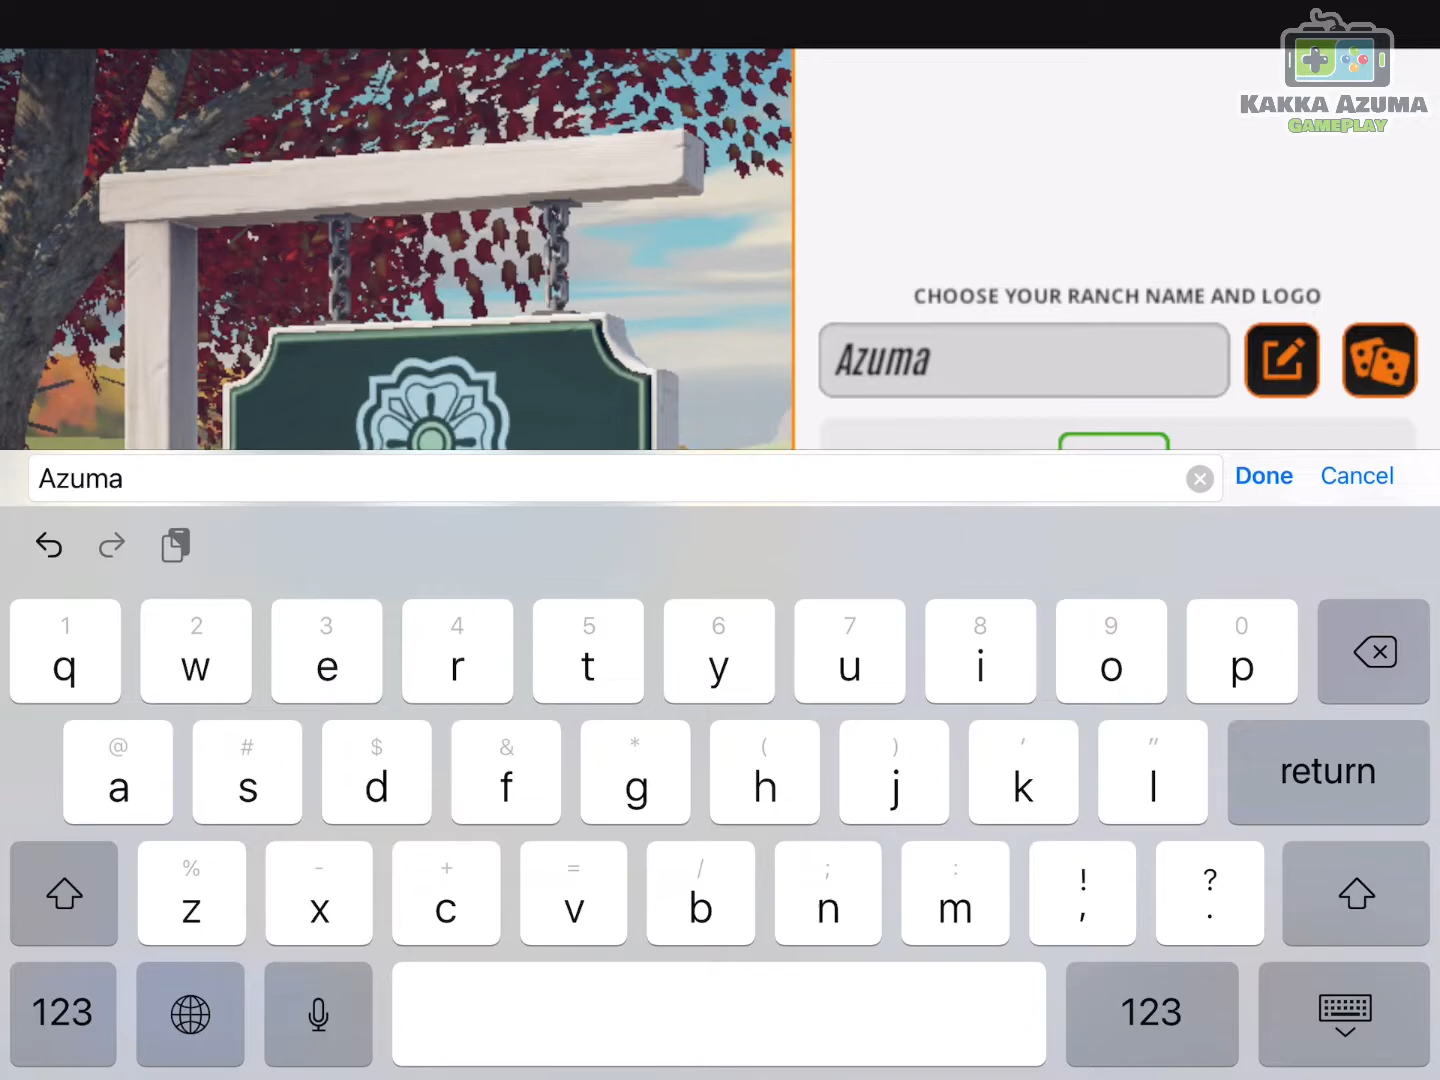 KAKKA AZUMA
GAMEPLAY
CHOOSE YOUR RANCH NAME AND LOGO
Azuma
Azuma
Done Cancel
1 2 3 4 5 6 7 8 9 0
q w e r t y u i o p
@ # $ & * ( ) ' "
a s d f g h j k l return
% - + = / ; : ! ?
z x c v b n m , .
123 123